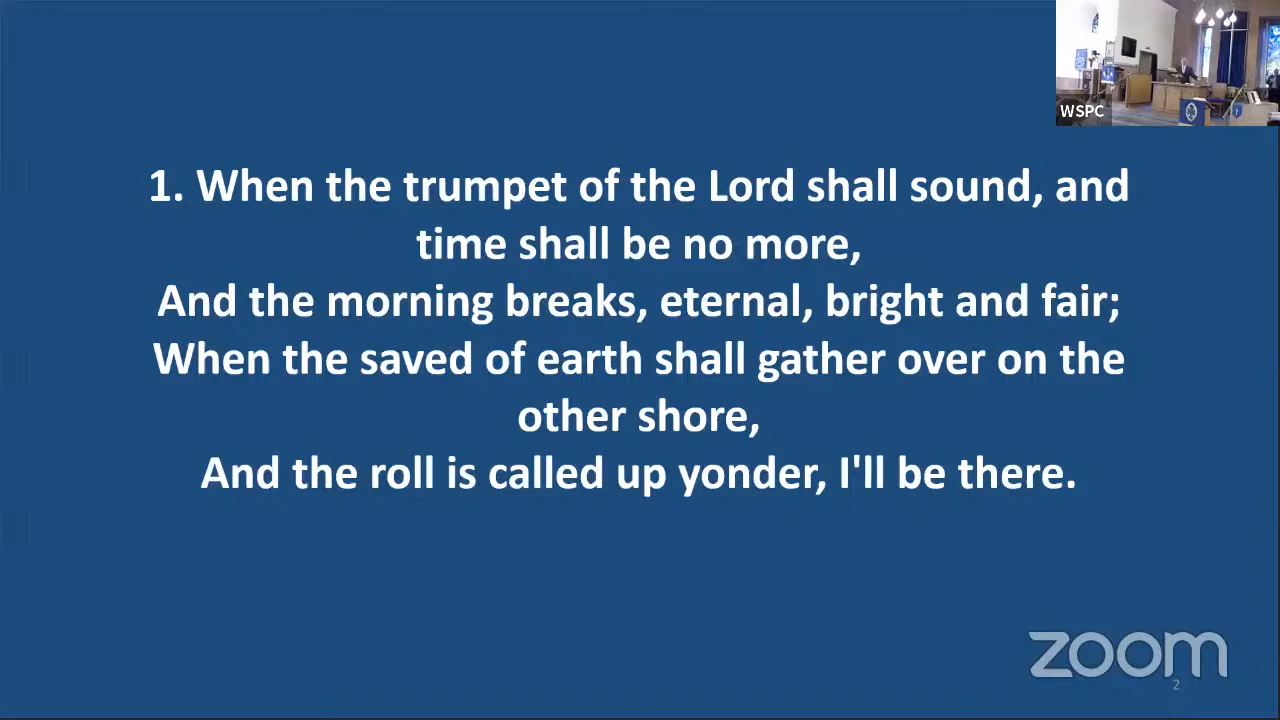 WSPC
1. When the trumpet of the Lord shall sound, and
time shall be no more,
And the morning breaks, eternal, bright and fair;
When the saved of earth shall gather over on the
other shore,
And the roll is called up yonder, I'll be there.
zoom
2